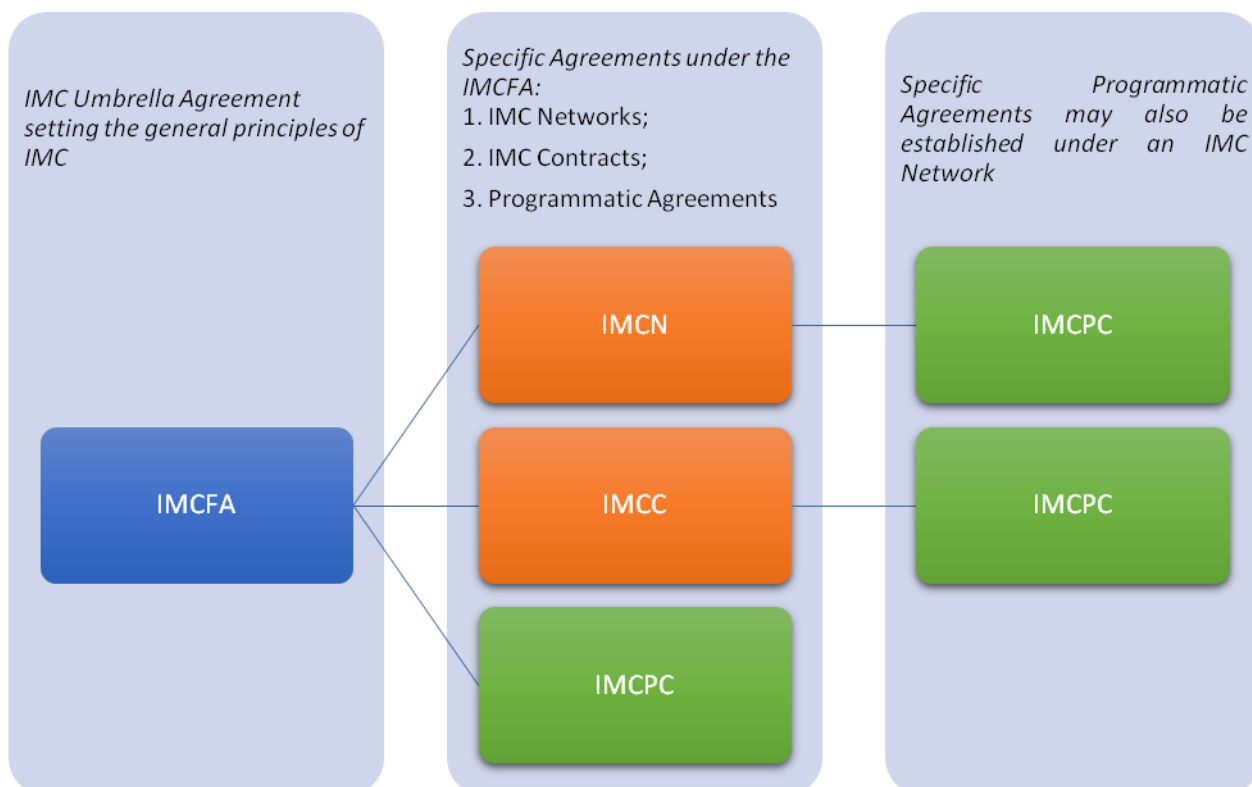 IMC Umbrella Agreement
setting the general principles of
IMC
Specific Agreements under the
IMCFA:
1. IMC Networks;
2. IMC Contracts;
3. Programmatic Agreements
Specific Programmatic
Agreements may also be
established under an IMC
Network
IMCN
IMCPC
IMCFA
IMCC
IMCPC
IMCPC